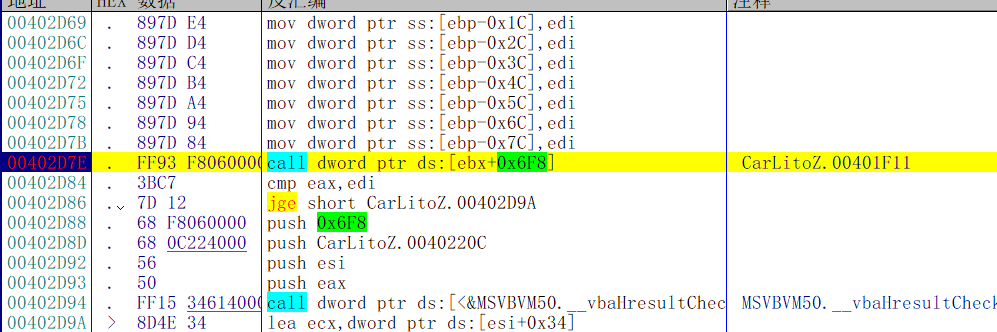 地址 HEX 数据 反汇编 注释
00402D69 . 897D E4 mov dword ptr ss:[ebp-0x1C],edi
00402D6C . 897D D4 mov dword ptr ss:[ebp-0x2C],edi
00402D6F . 897D C4 mov dword ptr ss:[ebp-0x3C],edi
00402D72 . 897D B4 mov dword ptr ss:[ebp-0x4C],edi
00402D75 . 897D A4 mov dword ptr ss:[ebp-0x5C],edi
00402D78 . 897D 94 mov dword ptr ss:[ebp-0x6C],edi
00402D7B . 897D 84 mov dword ptr ss:[ebp-0x7C],edi
00402D7E . FF93 F8060000 call dword ptr ds:[ebx+0x6F8] CarLitoZ.00401F11
00402D84 . 3BC7 cmp eax,edi
00402D86 . 7D 12 jge short CarLitoZ.00402D9A
00402D88 . 68 F8060000 push 0x6F8
00402D8D . 68 0C224000 push CarLitoZ.0040220C
00402D92 . 56 push esi
00402D93 . 50 push eax
00402D94 . FF15 34614000 call dword ptr ds:[<&MSVBVM50.__vbaHresultChec MSVBVM50.__vbaHresultCheck
00402D9A > 8D4E 34 lea ecx,dword ptr ds:[esi+0x34]